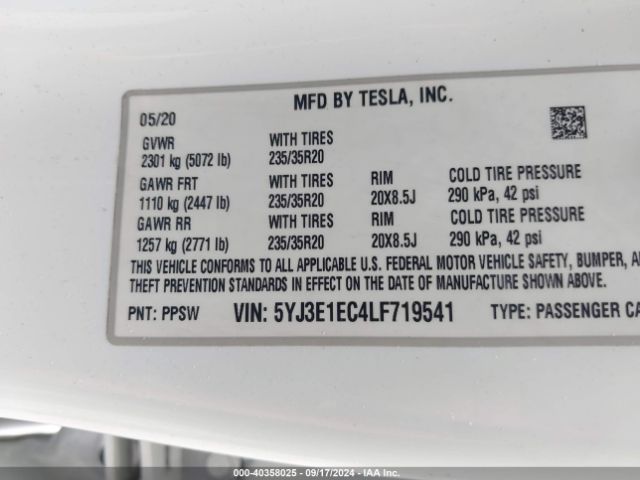 MFD BY TESLA, INC.
05/20
GVWR WITH TIRES
2301 kg (5072 lb) 235/35R20
GAWR FRT WITH TIRES RIM COLD TIRE PRESSURE
1110 kg (2447 lb) 235/35R20 20X8.5J 290 kPa, 42 psi
GAWR RR WITH TIRES RIM COLD TIRE PRESSURE
1257 kg (2771 lb) 235/35R20 20X8.5J 290 kPa, 42 psi
THIS VEHICLE CONFORMS TO ALL APPLICABLE U.S. FEDERAL MOTOR VEHICLE SAFETY, BUMPER, A
THEFT PREVENTION STANDARDS IN EFFECT ON THE DATE OF MANUFACTURE SHOWN ABOVE.
PNT: PPSW VIN: 5YJ3E1EC4LF719541 TYPE: PASSENGER CA
000-40358025 - 09/17/2024 - IAA Inc.